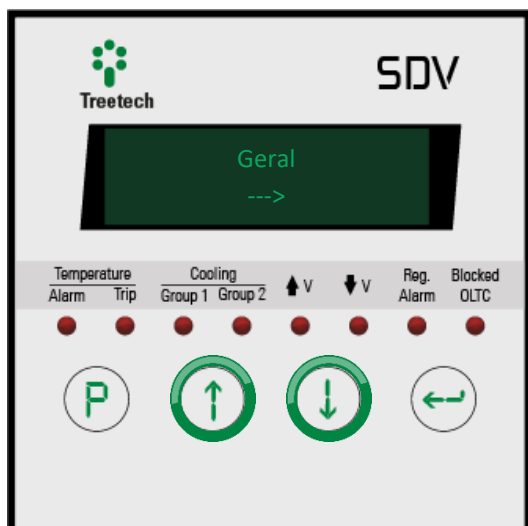 Treetech
SDV
Geral
--->
Temperature
Alarm Trip
Cooling
Group 1 Group 2
V
V
Reg.
Alarm
Blocked
OLTC
P